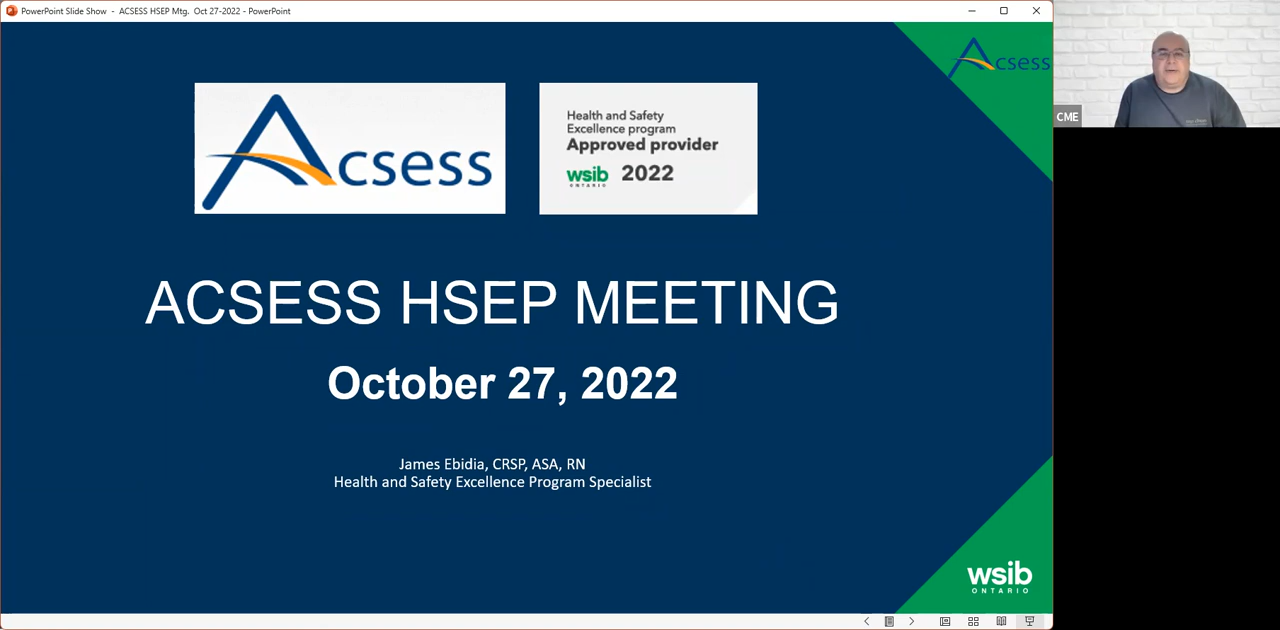 PowerPoint Slide Show - ACSESS HSEP Mtg. Oct 27-2022 - PowerPoint
Acsess
Health and Safety
Excellence program
Approved provider
wsib 2022
ONTARIO
Acsess
CME
ACSESS HSEP MEETING
October 27, 2022
James Ebidia, CRSP, ASA, RN
Health and Safety Excellence Program Specialist
wsib
ONTARIO